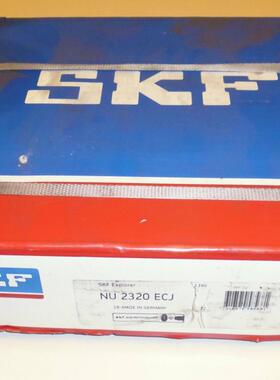 SKF
SKF
SKF Explorer
NU 2320 ECJ
MADE IN GERMANY